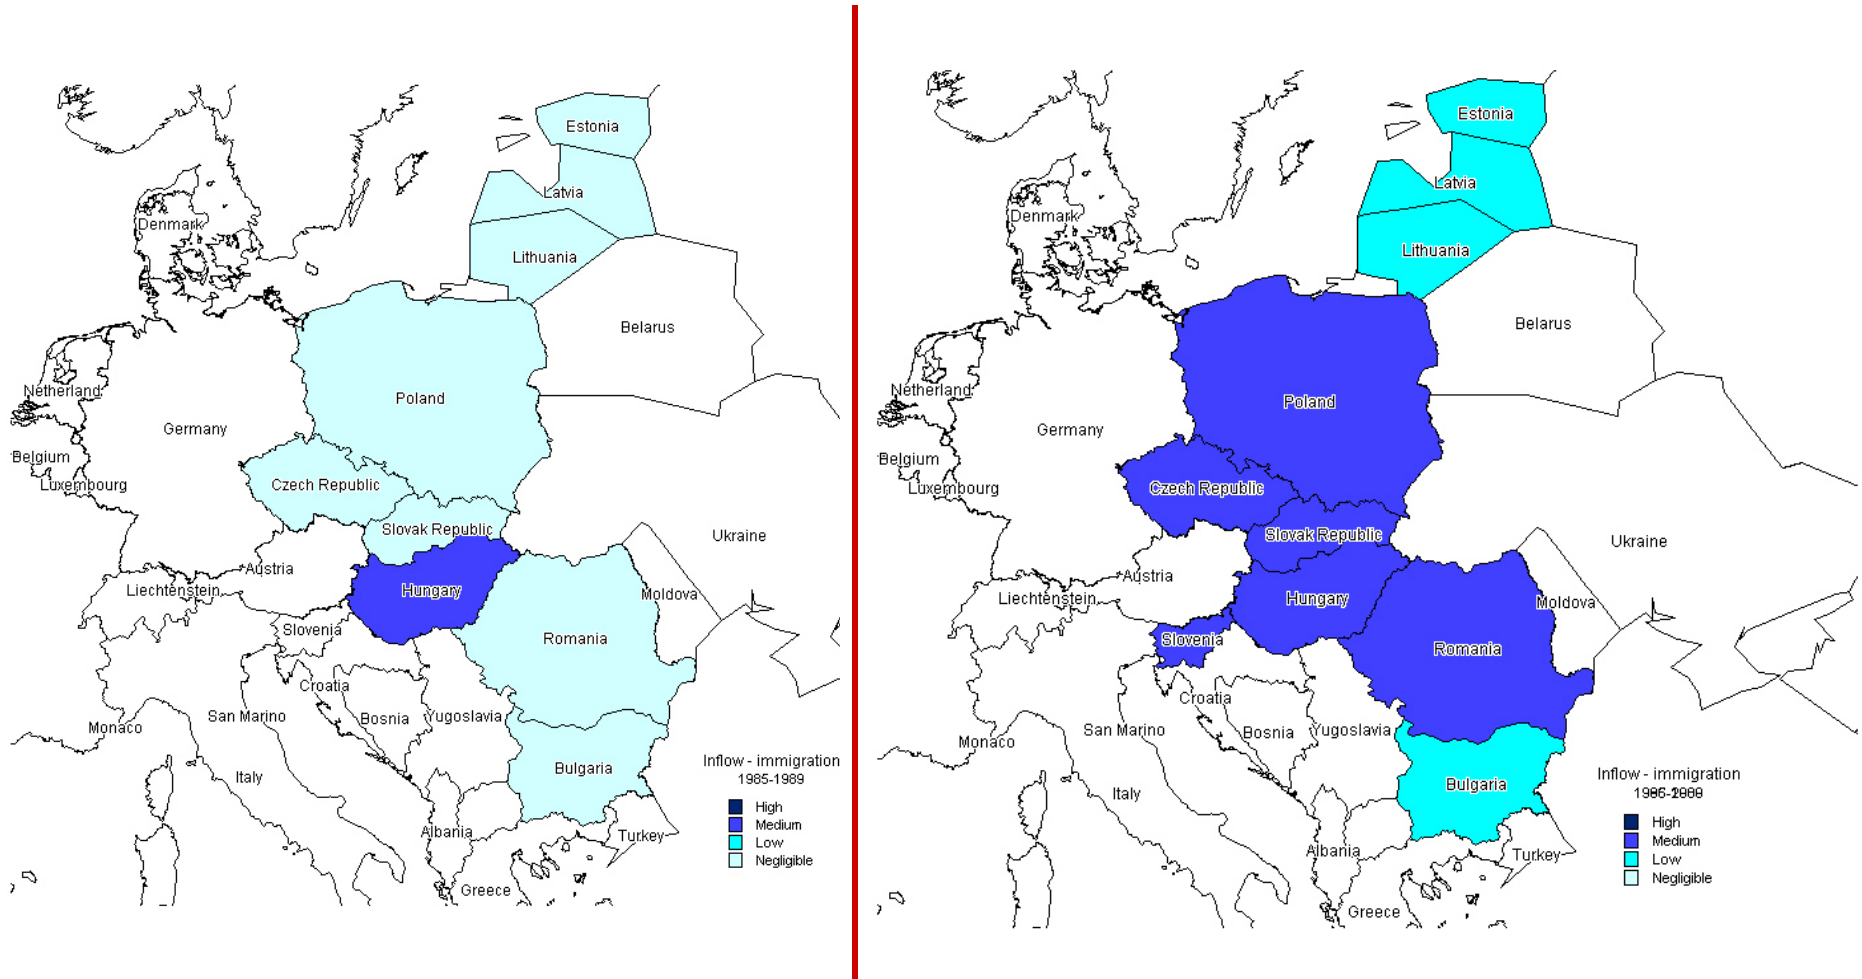 Estonia
Latvia
Denmark
Lithuania
Belarus
Netherland
Poland
Germany
Belgium
Luxembourg
Czech Republic
Slovak Republic
Ukraine
Austria
Liechtenstein
Hungary
Moldova
Slovenia
Romania
Croatia
San Marino
Bosnia
Yugoslavia
Monaco
Inflow - immigration
1985-1989
Bulgaria
Italy
High
Medium
Low
Negligible
Albania
Turkey
Greece
Estonia
Latvia
Denmark
Lithuania
Belarus
Netherland
Poland
Germany
Belgium
Luxembourg
Czech Republic
Slovak Republic
Ukraine
Austria
Liechtenstein
Hungary
Moldova
Slovenia
Romania
Croatia
San Marino
Bosnia
Yugoslavia
Monaco
Inflow - immigration
Bulgaria
Italy
High
Medium
Low
Negligible
Albania
Turkey
Greece